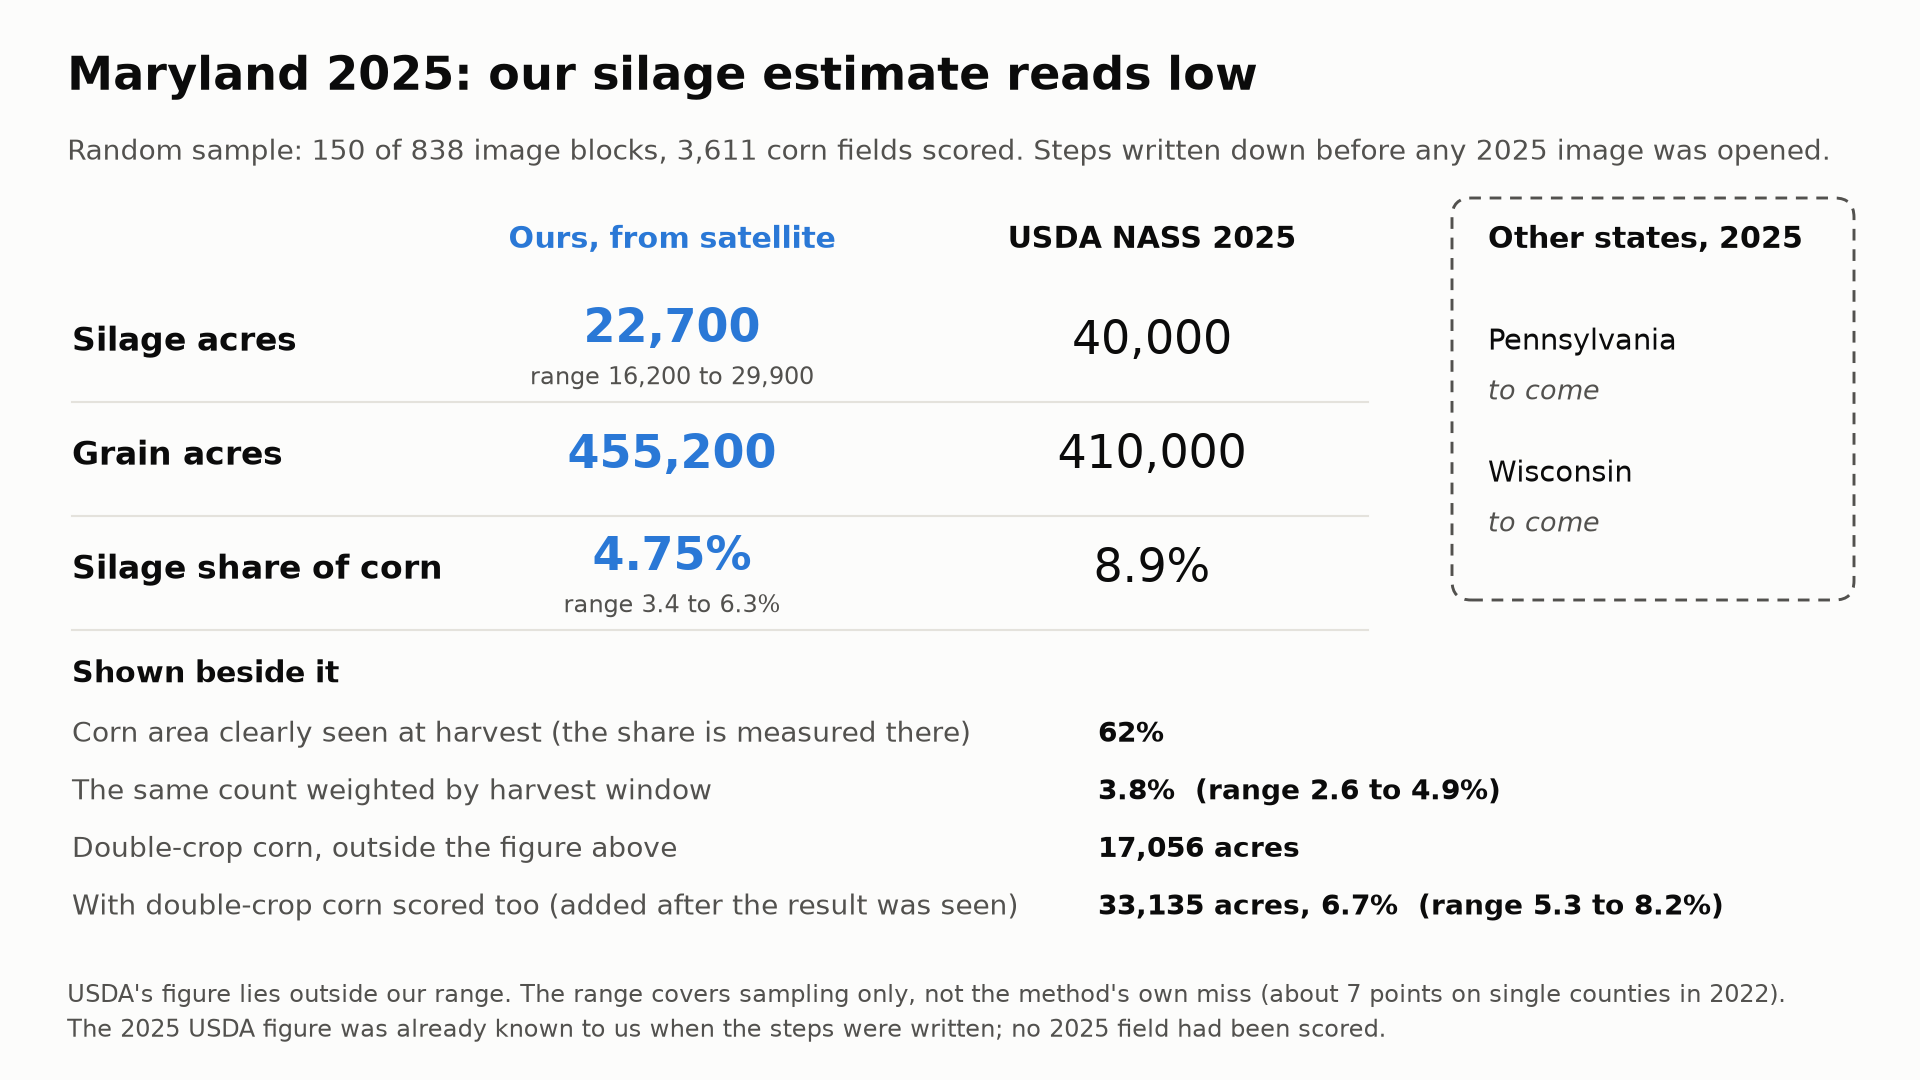 Maryland 2025: our silage estimate reads low
Random sample: 150 of 838 image blocks, 3,611 corn fields scored. Steps written down before any 2025 image was opened.
Ours, from satellite
USDA NASS 2025
Silage acres
22,700
range 16,200 to 29,900
40,000
Grain acres
455,200
410,000
Silage share of corn
4.75%
range 3.4 to 6.3%
8.9%
Other states, 2025
Pennsylvania
to come
Wisconsin
to come
Shown beside it
Corn area clearly seen at harvest (the share is measured there) 62%
The same count weighted by harvest window 3.8% (range 2.6 to 4.9%)
Double-crop corn, outside the figure above 17,056 acres
With double-crop corn scored too (added after the result was seen) 33,135 acres, 6.7% (range 5.3 to 8.2%)
USDA's figure lies outside our range. The range covers sampling only, not the method's own miss (about 7 points on single counties in 2022).
The 2025 USDA figure was already known to us when the steps were written; no 2025 field had been scored.